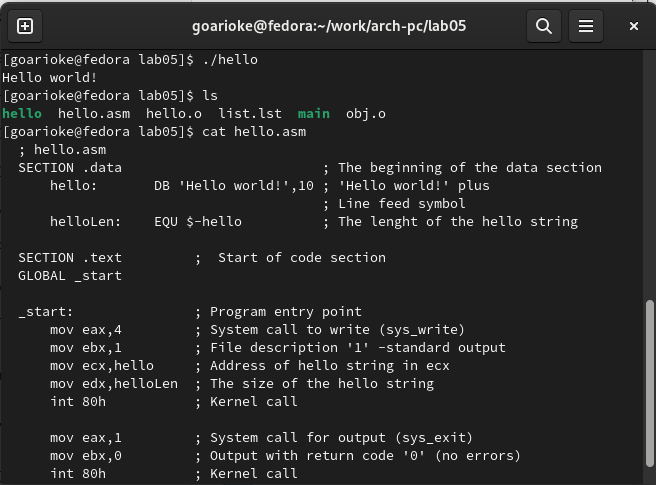 goarioke@fedora:~/work/arch-pc/lab05
[goarioke@fedora lab05]$ ./hello
Hello world!
[goarioke@fedora lab05]$ ls
hello  hello.asm  hello.o  list.lst  main  obj.o
[goarioke@fedora lab05]$ cat hello.asm
  ; hello.asm
  SECTION .data                         ; The beginning of the data section
      hello:       DB 'Hello world!',10 ; 'Hello world!' plus
                                        ; Line feed symbol
      helloLen:    EQU $-hello          ; The lenght of the hello string
  SECTION .text         ;  Start of code section
  GLOBAL _start
  _start:               ; Program entry point
      mov eax,4         ; System call to write (sys_write)
      mov ebx,1         ; File description '1' -standard output
      mov ecx,hello     ; Address of hello string in ecx
      mov edx,helloLen  ; The size of the hello string
      int 80h           ; Kernel call
      mov eax,1         ; System call for output (sys_exit)
      mov ebx,0         ; Output with return code '0' (no errors)
      int 80h           ; Kernel call